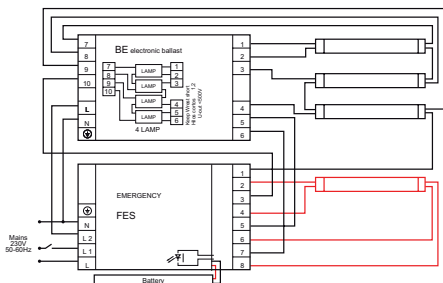 7
8
9
10
L
N
BE electronic ballast
7
8
9
10
LAMP
LAMP
LAMP
LAMP
LAMP
1
2
3
4
5
6
4 LAMP
Keep Wires short
1,2
U-out <500V
1
2
3
4
5
6
EMERGENCY
FES
N
L 2
L 1
L
1
2
3
4
5
6
7
8
Mains
230V
50-60Hz
Battery